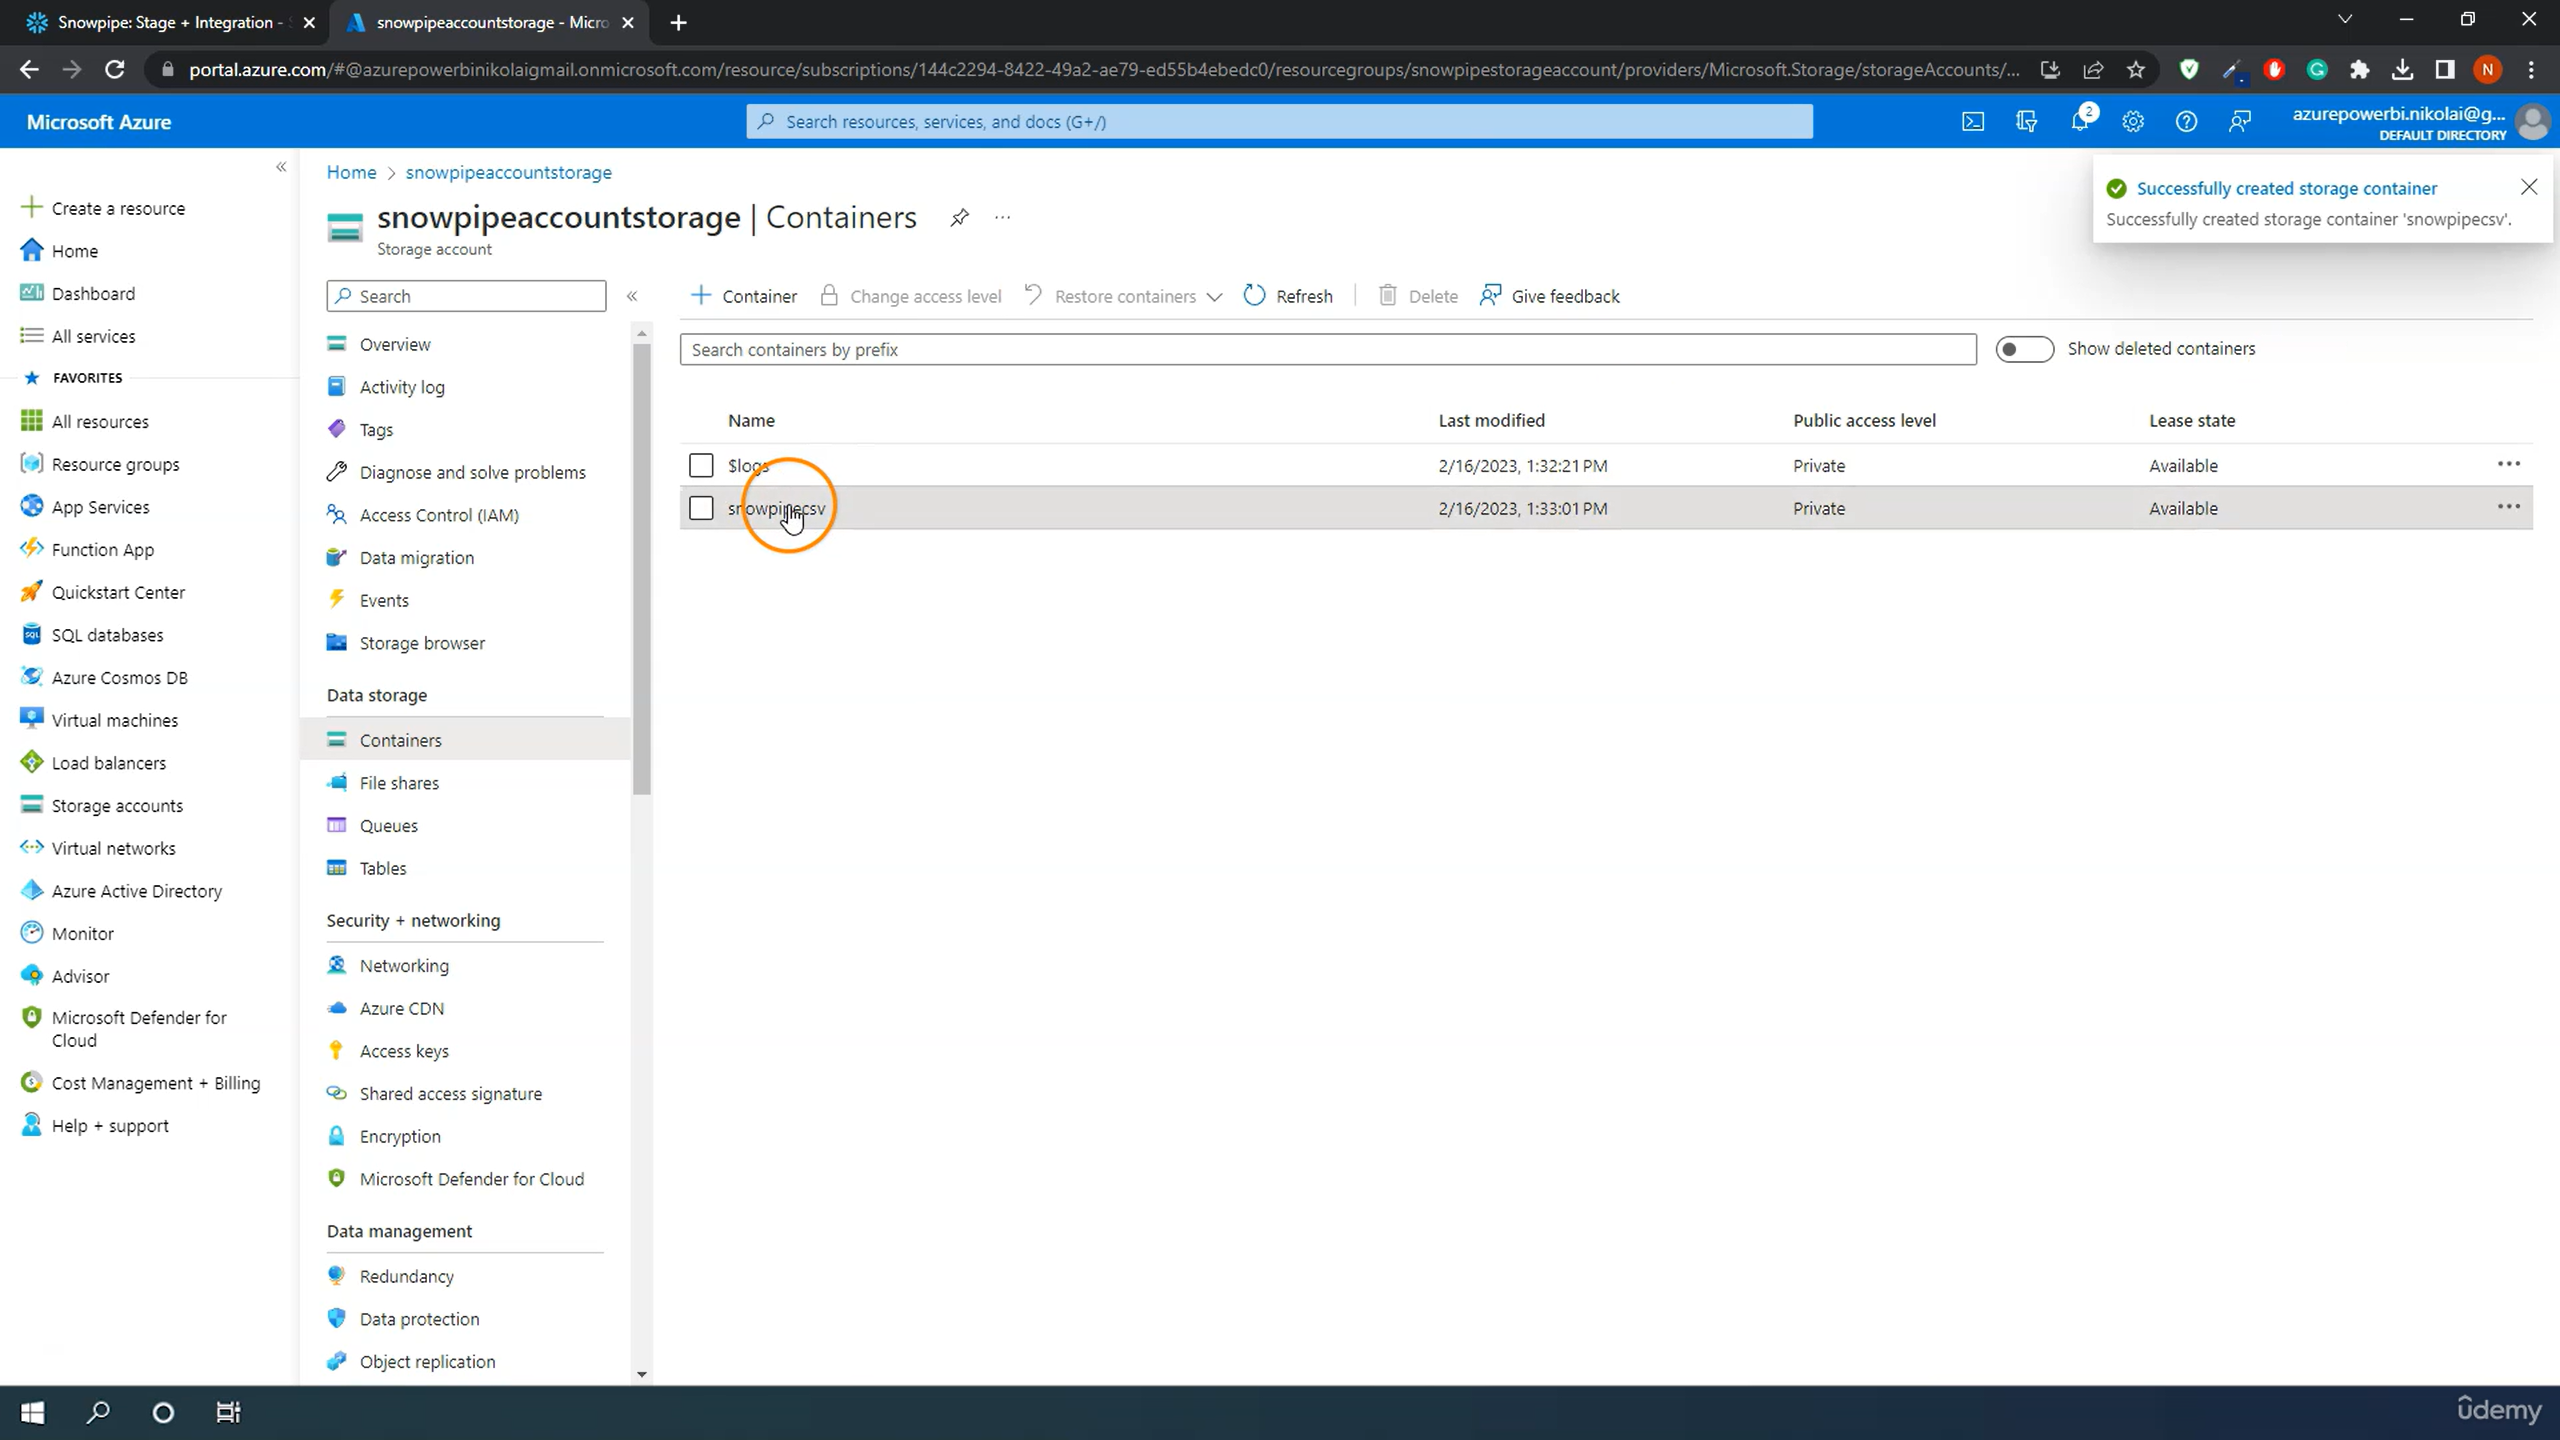 Snowpipe: Stage + Integration -
snowpipeaccountstorage - Micro
portal.azure.com/#@azurepowerbinikolaigmail.onmicrosoft.com/resource/subscriptions/144c2294-8422-49a2-ae79-ed55b4ebedc0/resourcegroups/snowpipestorageaccount/providers/Microsoft.Storage/storageAccounts/...
N
Microsoft Azure
Search resources, services, and docs (G+/)
2
azurepowerbi.nikolai@g...
DEFAULT DIRECTORY
Create a resource
Home
Dashboard
All services
FAVORITES
All resources
Resource groups
App Services
Function App
Quickstart Center
SQL databases
Azure Cosmos DB
Virtual machines
Load balancers
Storage accounts
Virtual networks
Azure Active Directory
Monitor
Advisor
Microsoft Defender for
Cloud
Cost Management + Billing
Help + support
Home > snowpipeaccountstorage
snowpipeaccountstorage | Containers
Storage account
Successfully created storage container
Successfully created storage container 'snowpipecsv'.
Search
Overview
Activity log
Tags
Diagnose and solve problems
Access Control (IAM)
Data migration
Events
Storage browser
Data storage
Containers
File shares
Queues
Tables
Security + networking
Networking
Azure CDN
Access keys
Shared access signature
Encryption
Microsoft Defender for Cloud
Data management
Redundancy
Data protection
Object replication
Container Change access level Restore containers Refresh Delete Give feedback
Search containers by prefix
Show deleted containers
Name Last modified Public access level Lease state
$logs 2/16/2023, 1:32:21 PM Private Available
snowpipecsv 2/16/2023, 1:33:01 PM Private Available
ûdemy